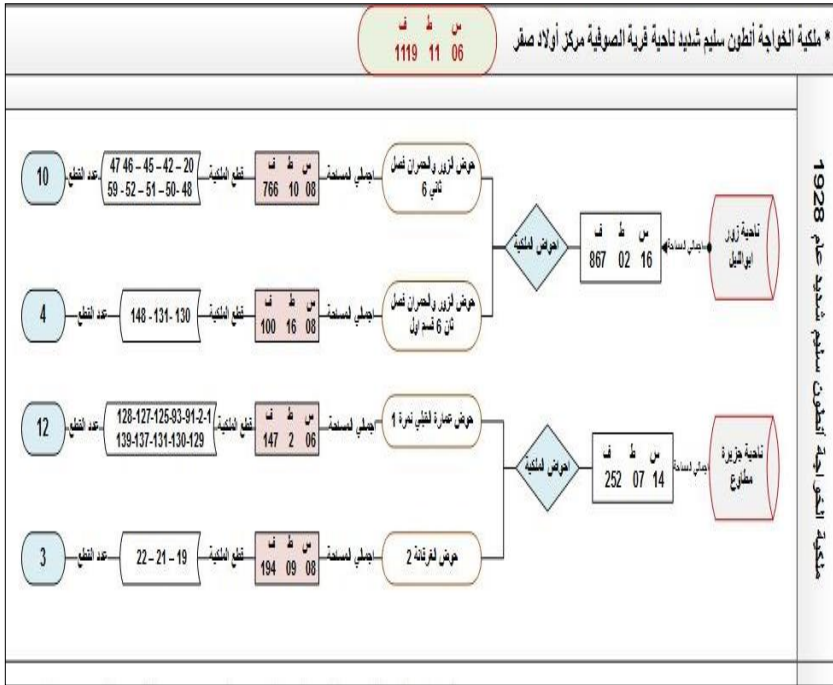 * ملكية الخواجة أنطون سليم شديد ناحية قرية الصوفية مركز أولاد صقر
س ط ف
06 11 1119
ملكية الخواجة أنطون سليم شديد عام 1928
ناحية زور
ابوالليل
اجمالي المساحة
س ط ف
16 02 867
احواض الملكية
حوض الزور والحمران فصل
ثاني 6
اجمالي المساحة
س ط ف
08 10 766
قطع الملكية
20 – 42 – 45 – 46 47
48 -50 – 51 – 52 - 59
عدد القطع
10
حوض الزور والحمران فصل
ثان 6 قسم اول
اجمالي المساحة
س ط ف
08 16 100
قطع الملكية
130 -131 - 148
عدد القطع
4
ناحية جزيرة
مطاوع
اجمالي المساحة
س ط ف
14 07 252
احواض الملكية
حوض عمارة القبلي نمرة 1
اجمالي المساحة
س ط ف
06 2 147
قطع الملكية
1-2-91-93-125-127-128
129-130-131-137-139
عدد القطع
12
حوض الغرقانة 2
اجمالي المساحة
س ط ف
08 09 194
قطع الملكية
19 – 21 – 22
عدد القطع
3